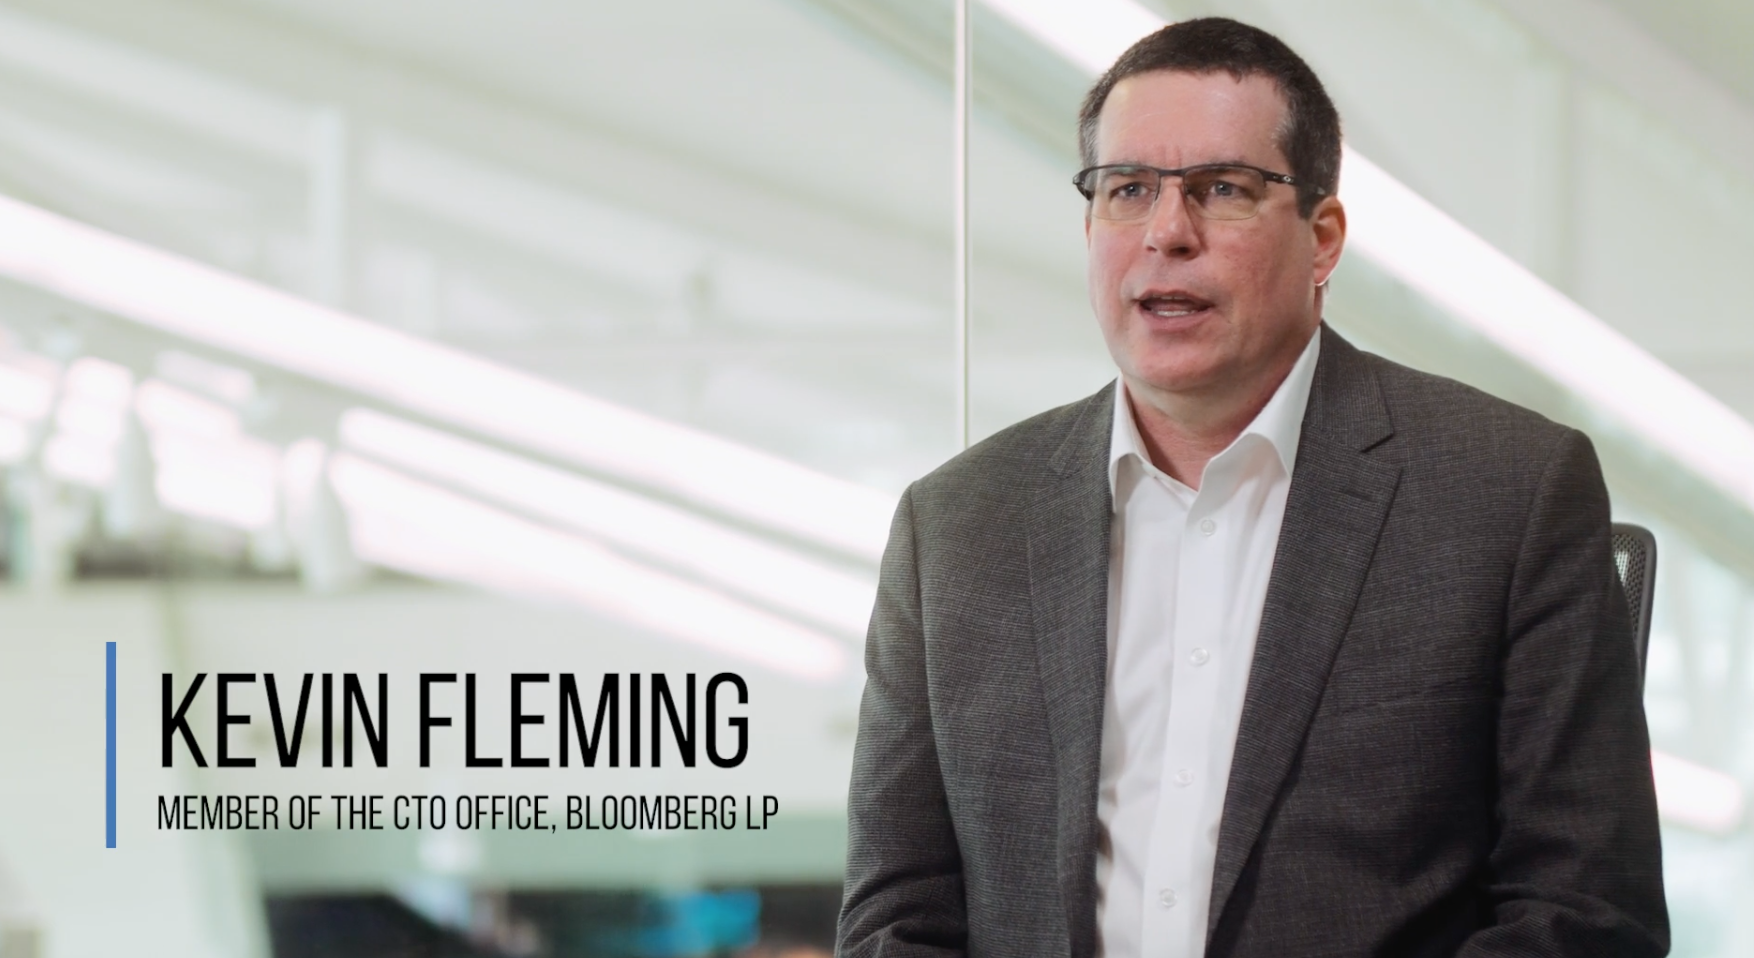 KEVIN FLEMING
MEMBER OF THE CTO OFFICE, BLOOMBERG LP